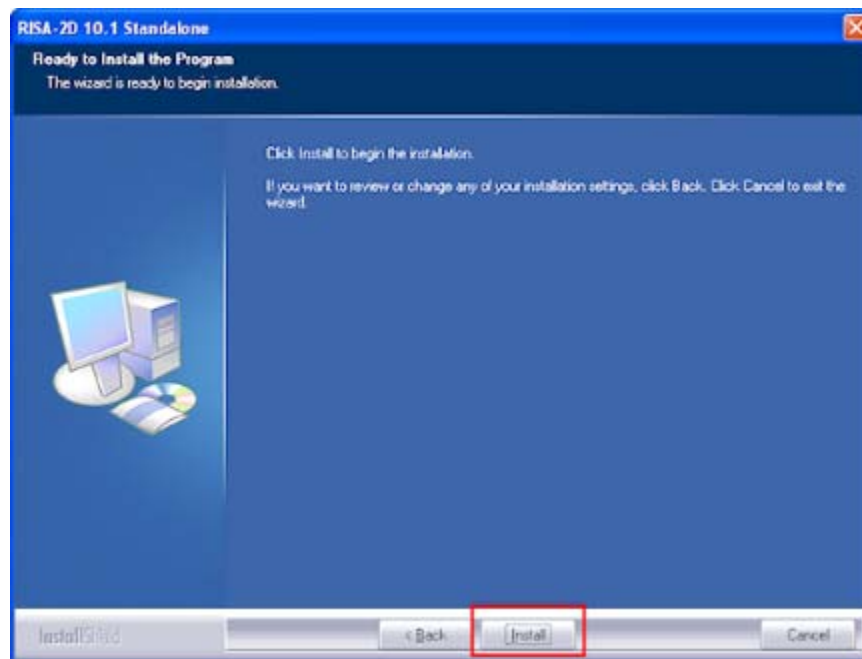 RISA-2D 10.1 Standalone
Ready to Install the Program
The wizard is ready to begin installation.
Click Install to begin the installation.
If you want to review or change any of your installation settings, click Back. Click Cancel to exit the
wizard.
InstallShield
< Back
Install
Cancel